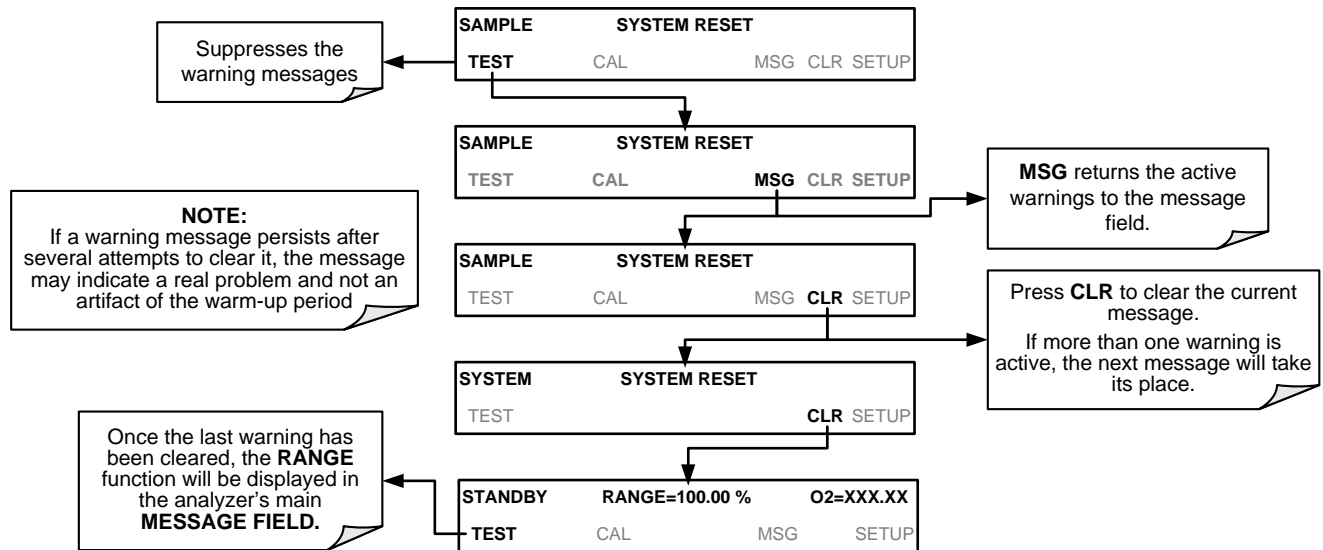 SAMPLE SYSTEM RESET
TEST CAL MSG CLR SETUP
Suppresses the
warning messages
SAMPLE SYSTEM RESET
TEST CAL MSG CLR SETUP
MSG returns the active
warnings to the message
field.
NOTE:
If a warning message persists after
several attempts to clear it, the message
may indicate a real problem and not an
artifact of the warm-up period
SAMPLE SYSTEM RESET
TEST CAL MSG CLR SETUP
Press CLR to clear the current
message.
If more than one warning is
active, the next message will take
its place.
SYSTEM SYSTEM RESET
TEST CLR SETUP
Once the last warning has
been cleared, the RANGE
function will be displayed in
the analyzer's main
MESSAGE FIELD.
STANDBY RANGE=100.00 % O2=XXX.XX
TEST CAL MSG SETUP